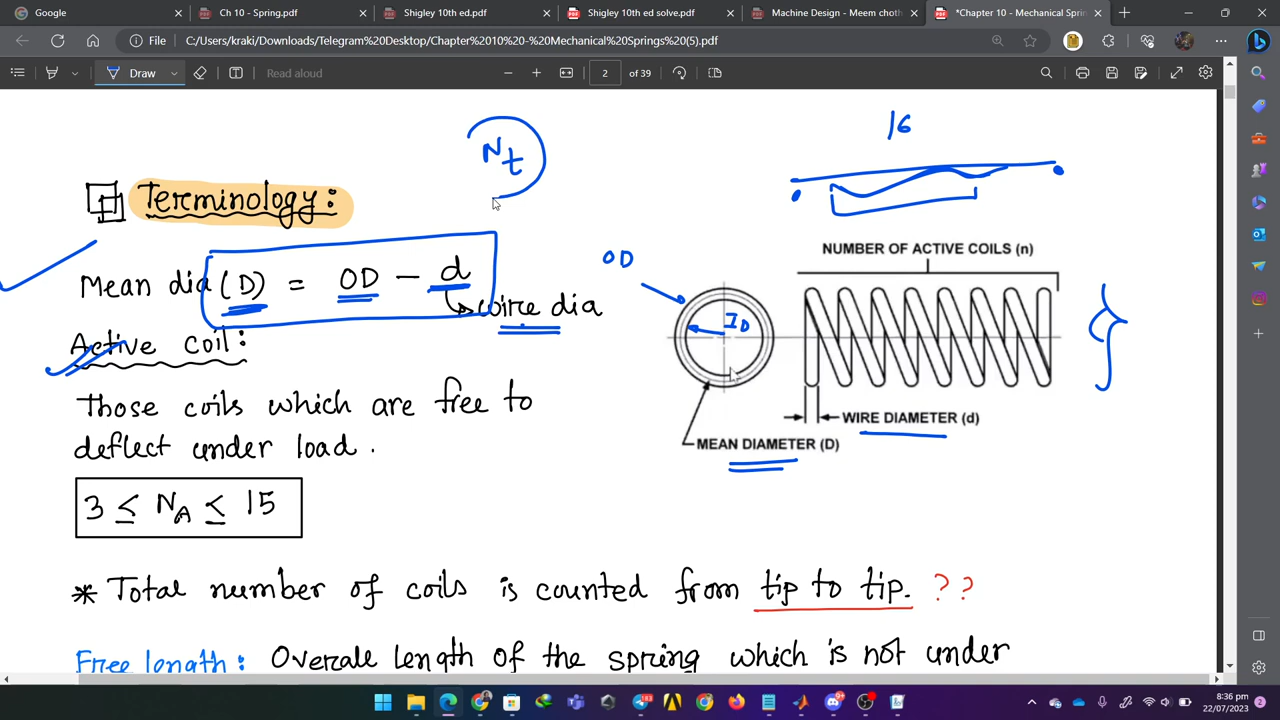 Google
Ch 10 - Spring.pdf
Shigley 10th ed.pdf
Shigley 10th ed solve.pdf
Machine Design - Meem chot
*Chapter 10 - Mechanical Sprin
File
C:/Users/kraki/Downloads/Telegram%20Desktop/Chapter%2010%20-%20Mechanical%20Springs%20(5).pdf
Draw
Read aloud
2 of 39
Nt
16
Terminology:
NUMBER OF ACTIVE COILS (n)
OD
Mean dia (D) = OD - d
wire dia
ID
Active coil:
Those coils which are free to
deflect under load.
WIRE DIAMETER (d)
MEAN DIAMETER (D)
3 ≤ NA ≤ 15
* Total number of coils is counted from tip to tip. ??
Free length: Overall length of the spring which is not under
8:36 pm
22/07/2023